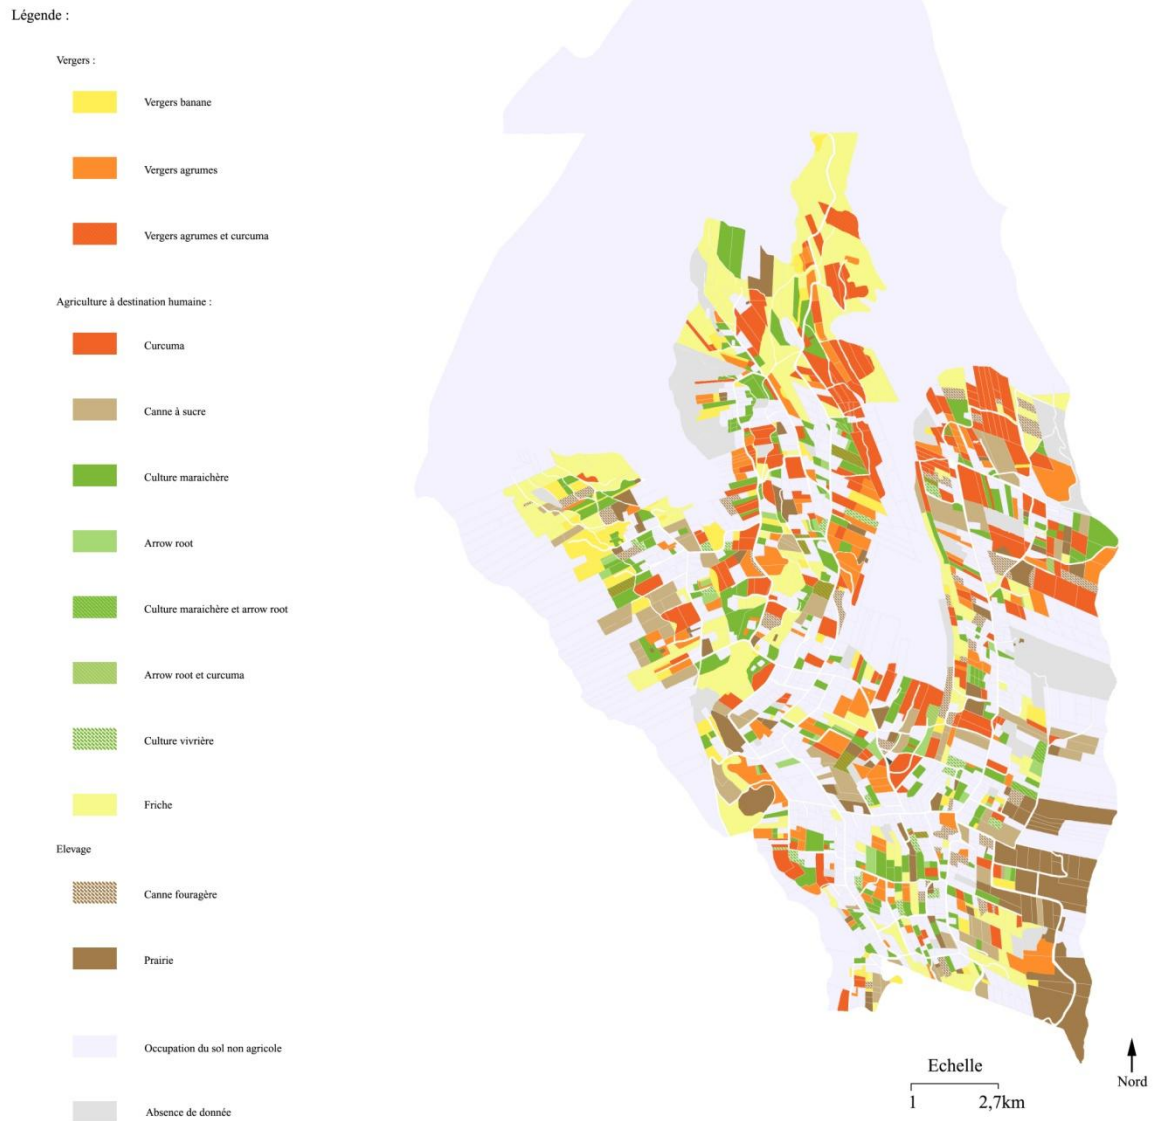 Légende :
Vergers :
Vergers banane
Vergers agrumes
Vergers agrumes et curcuma
Agriculture à destination humaine :
Curcuma
Canne à sucre
Culture maraichère
Arrow root
Culture maraichère et arrow root
Arrow root et curcuma
Culture vivrière
Friche
Elevage
Canne fouragère
Prairie
Occupation du sol non agricole
Absence de donnée
Echelle
1 2,7km
Nord